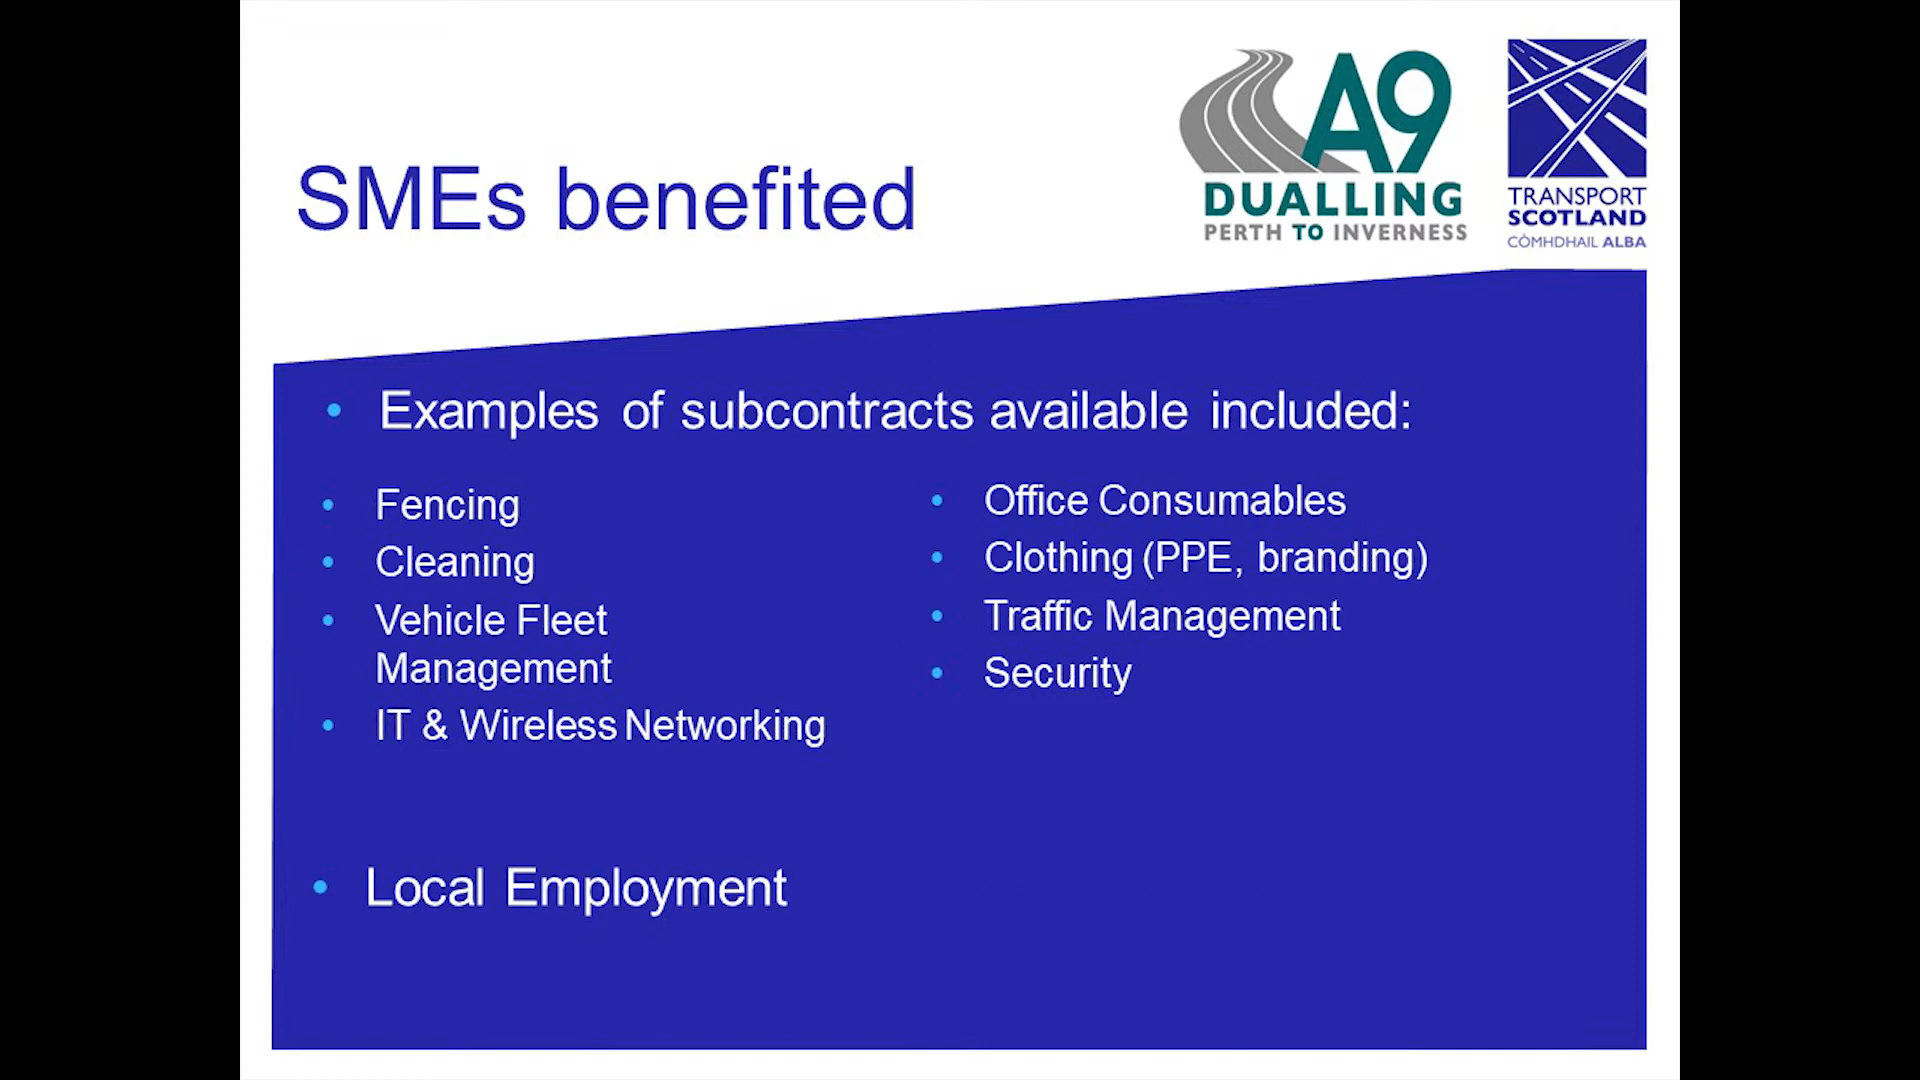 SMEs benefited
A9
DUALLING
PERTH TO INVERNESS
TRANSPORT
SCOTLAND
CÒMHDHAIL ALBA
• Examples of subcontracts available included:
• Fencing
• Cleaning
• Vehicle Fleet
Management
• IT & Wireless Networking
• Office Consumables
• Clothing (PPE, branding)
• Traffic Management
• Security
• Local Employment